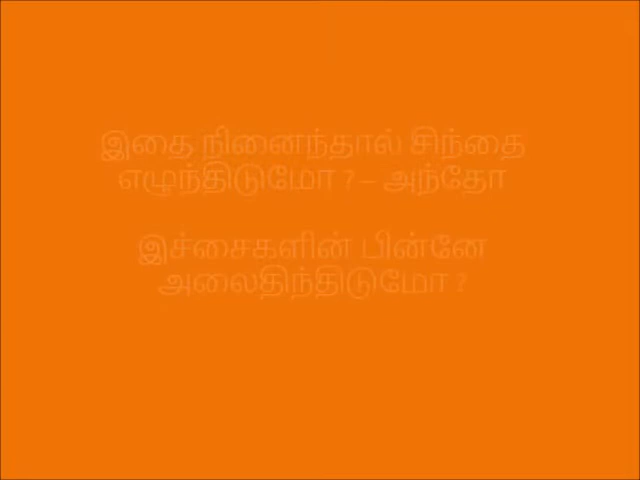 இதை நினைந்தால் சிந்தை
எழுந்திடுமோ ? – அந்தோ
இச்சைகளின் பின்னே
அலைதிந்திடுமோ ?